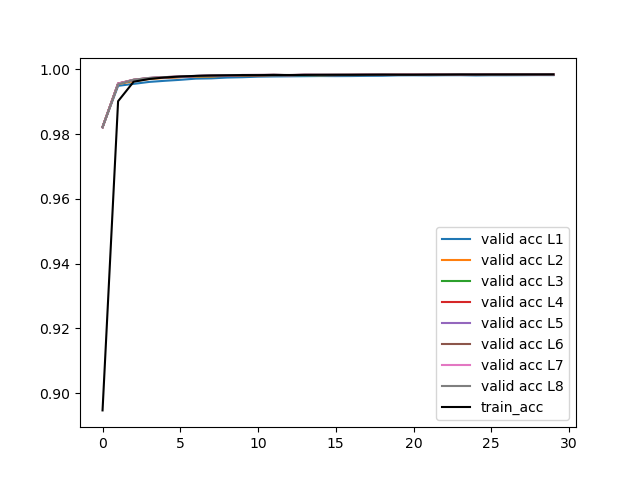 1.00
0.98
0.96
0.94
0.92
0.90
valid acc L1
valid acc L2
valid acc L3
valid acc L4
valid acc L5
valid acc L6
valid acc L7
valid acc L8
train_acc
0 5 10 15 20 25 30